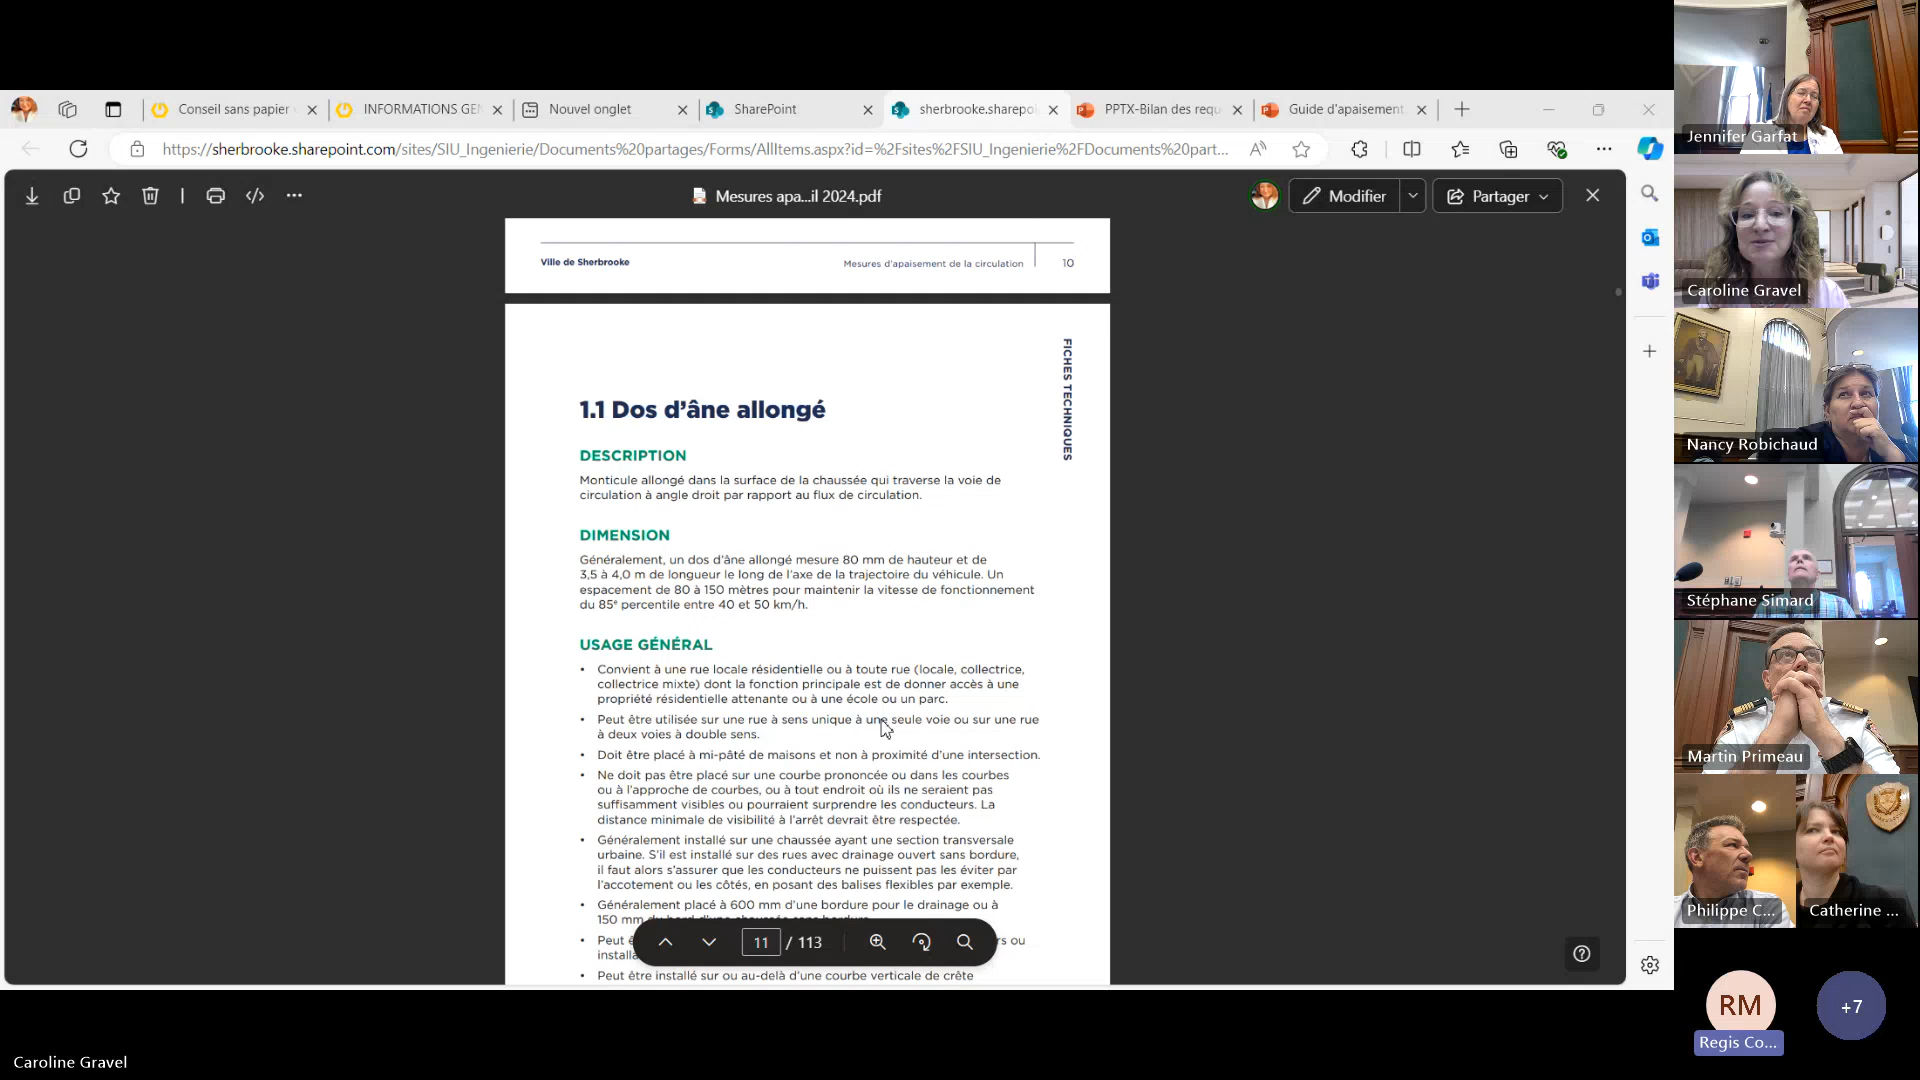 Conseil sans papier
INFORMATIONS GEN
Nouvel onglet
SharePoint
sherbrooke.sharepoi
PPTX-Bilan des requ
Guide d'apaisement
https://sherbrooke.sharepoint.com/sites/SIU_Ingenierie/Documents%20partages/Forms/AllItems.aspx?id=%2Fsites%2FSIU_Ingenierie%2FDocuments%20part...
Mesures apa...il 2024.pdf
Modifier
Partager
Ville de Sherbrooke
Mesures d'apaisement de la circulation
10
FICHES TECHNIQUES
1.1 Dos d'âne allongé
DESCRIPTION
Monticule allongé dans la surface de la chaussée qui traverse la voie de
circulation à angle droit par rapport au flux de circulation.
DIMENSION
Généralement, un dos d'âne allongé mesure 80 mm de hauteur et de
3,5 à 4,0 m de longueur le long de l'axe de la trajectoire du véhicule. Un
espacement de 80 à 150 mètres pour maintenir la vitesse de fonctionnement
du 85e percentile entre 40 et 50 km/h.
USAGE GÉNÉRAL
• Convient à une rue locale résidentielle ou à toute rue (locale, collectrice,
collectrice mixte) dont la fonction principale est de donner accès à une
propriété résidentielle attenante ou à une école ou un parc.
• Peut être utilisée sur une rue à sens unique à une seule voie ou sur une rue
à deux voies à double sens.
• Doit être placé à mi-pâté de maisons et non à proximité d'une intersection.
• Ne doit pas être placé sur une courbe prononcée ou dans les courbes
ou à l'approche de courbes, ou à tout endroit où ils ne seraient pas
suffisamment visibles ou pourraient surprendre les conducteurs. La
distance minimale de visibilité à l'arrêt devrait être respectée.
• Généralement installé sur une chaussée ayant une section transversale
urbaine. S'il est installé sur des rues avec drainage ouvert sans bordure,
il faut alors s'assurer que les conducteurs ne puissent pas les éviter par
l'accotement ou les côtés, en posant des balises flexibles par exemple.
• Généralement placé à 600 mm d'une bordure pour le drainage ou à
150 mm du bord d'une chaussée sans bordure.
• Peut ou
• Peut être installé sur ou au-delà d'une courbe verticale de crête
11 / 113
Jennifer Garfat
Caroline Gravel
Nancy Robichaud
Stéphane Simard
Martin Primeau
Philippe C...
Catherine ...
RM
Regis Co...
+7
Caroline Gravel